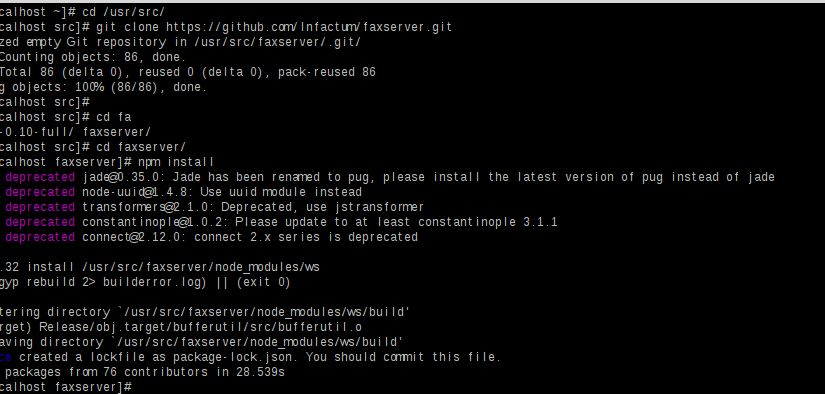 calhost ~]# cd /usr/src/
calhost src]# git clone https://github.com/Infactum/faxserver.git
zed empty Git repository in /usr/src/faxserver/.git/
Counting objects: 86, done.
Total 86 (delta 0), reused 0 (delta 0), pack-reused 86
g objects: 100% (86/86), done.
calhost src]#
calhost src]# cd fa
-0.10-full/ faxserver/
calhost src]# cd faxserver/
calhost faxserver]# npm install
deprecated jade@0.35.0: Jade has been renamed to pug, please install the latest version of pug instead of jade
deprecated node-uuid@1.4.8: Use uuid module instead
deprecated transformers@2.1.0: Deprecated, use jstransformer
deprecated constantinople@1.0.2: Please update to at least constantinople 3.1.1
deprecated connect@2.12.0: connect 2.x series is deprecated
.32 install /usr/src/faxserver/node_modules/ws
gyp rebuild 2> builderror.log) || (exit 0)
tering directory `/usr/src/faxserver/node_modules/ws/build'
rget) Release/obj.target/bufferutil/src/bufferutil.o
aving directory `/usr/src/faxserver/node_modules/ws/build'
ce created a lockfile as package-lock.json. You should commit this file.
packages from 76 contributors in 28.539s
calhost faxserver]#